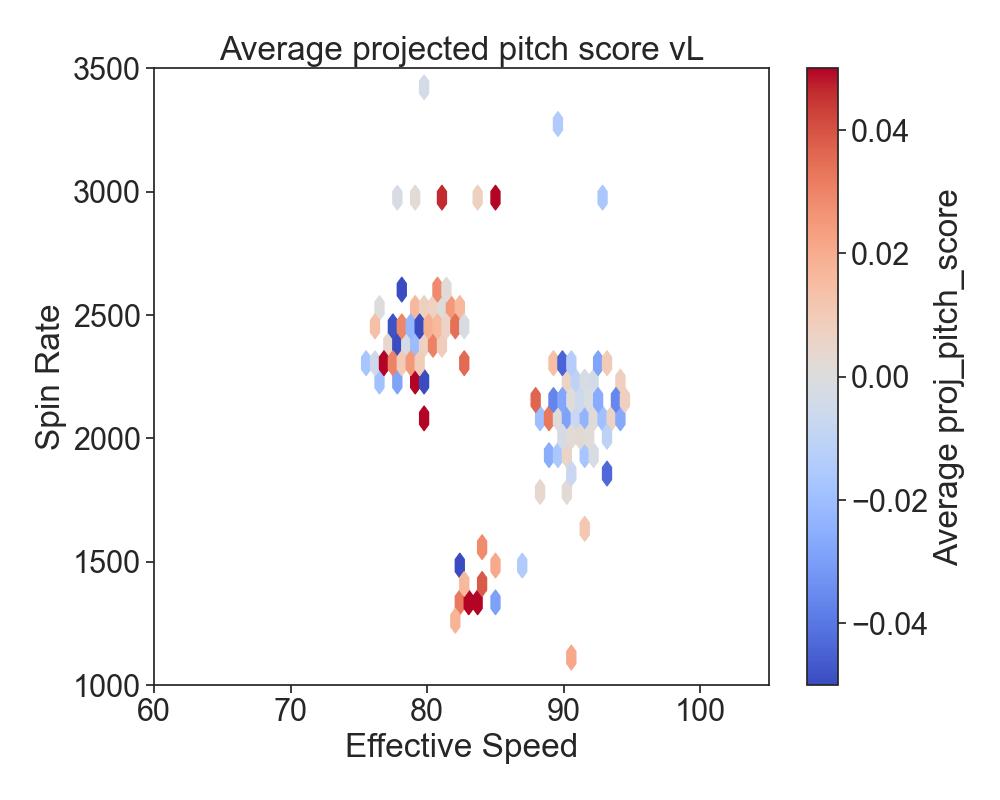 Average projected pitch score vL
3500
3000
2500
2000
1500
1000
Spin Rate
60 70 80 90 100
Effective Speed
0.04
0.02
0.00
−0.02
−0.04
Average proj_pitch_score